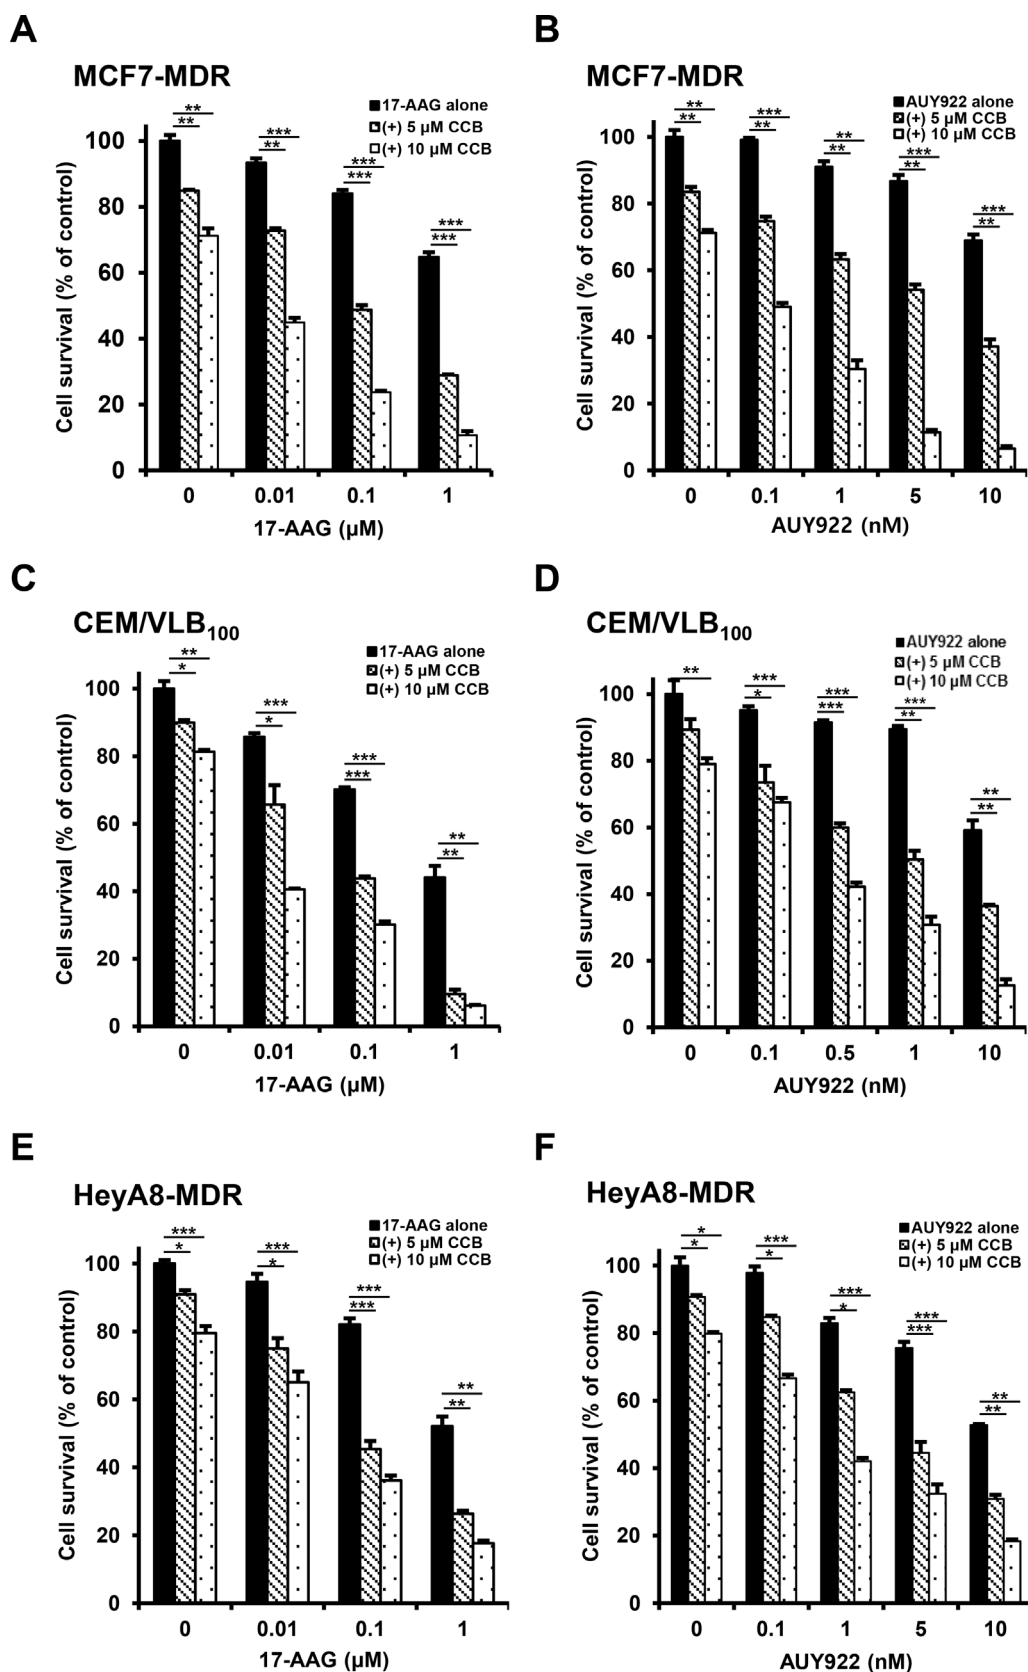 A
MCF7-MDR
17-AAG alone
(+) 5 µM CCB
(+) 10 µM CCB
** ** *** ** *** *** *** ***
Cell survival (% of control)
100
80
60
40
20
0
0 0.01 0.1 1
17-AAG (µM)
B
MCF7-MDR
AUY922 alone
(+) 5 µM CCB
(+) 10 µM CCB
** ** *** ** ** ** *** ** *** **
Cell survival (% of control)
100
80
60
40
20
0
0 0.1 1 5 10
AUY922 (nM)
C
CEM/VLB100
17-AAG alone
(+) 5 µM CCB
(+) 10 µM CCB
** * *** * *** *** ** **
Cell survival (% of control)
100
80
60
40
20
0
0 0.01 0.1 1
17-AAG (µM)
D
CEM/VLB100
AUY922 alone
(+) 5 µM CCB
(+) 10 µM CCB
** *** * *** *** *** ** ** **
Cell survival (% of control)
100
80
60
40
20
0
0 0.1 0.5 1 10
AUY922 (nM)
E
HeyA8-MDR
17-AAG alone
(+) 5 µM CCB
(+) 10 µM CCB
*** * *** * *** *** ** **
Cell survival (% of control)
100
80
60
40
20
0
0 0.01 0.1 1
17-AAG (µM)
F
HeyA8-MDR
AUY922 alone
(+) 5 µM CCB
(+) 10 µM CCB
* * *** * *** * *** *** ** **
Cell survival (% of control)
100
80
60
40
20
0
0 0.1 1 5 10
AUY922 (nM)